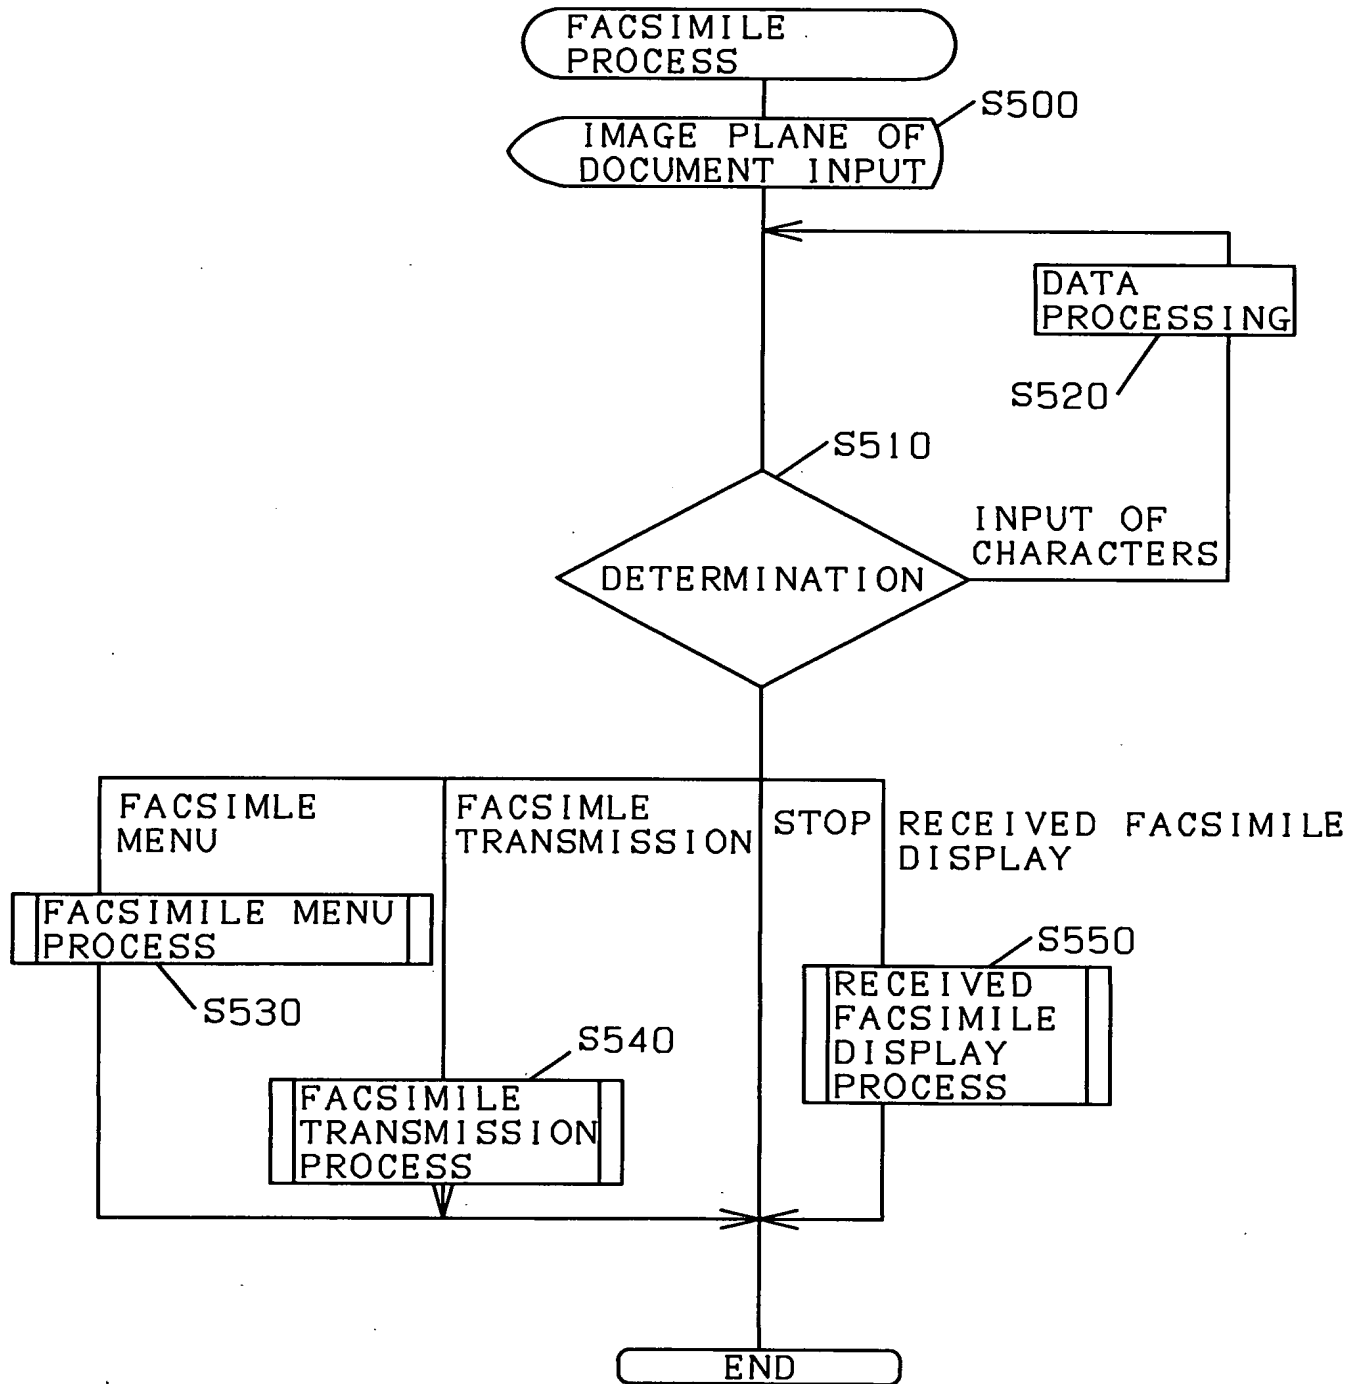 FACSIMILE
PROCESS
S500
IMAGE PLANE OF
DOCUMENT INPUT
DATA
PROCESSING
S520
S510
INPUT OF
CHARACTERS
DETERMINATION
FACSIMLE
MENU
FACSIMLE
TRANSMISSION
STOP
RECEIVED FACSIMILE
DISPLAY
FACSIMILE MENU
PROCESS
S530
S550
RECEIVED
FACSIMILE
DISPLAY
PROCESS
S540
FACSIMILE
TRANSMISSION
PROCESS
END